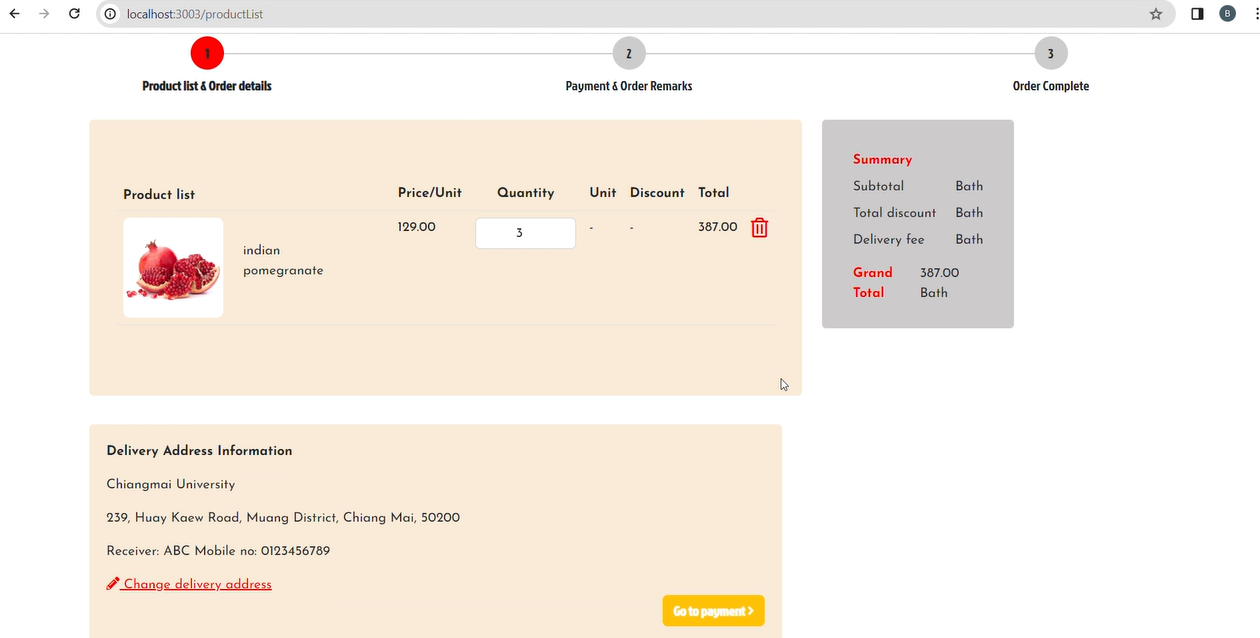 localhost:3003/productList
B
1
2
3
Product list & Order details
Payment & Order Remarks
Order Complete
Product list
Price/Unit
Quantity
Unit
Discount
Total
indian
pomegranate
129.00
3
-
-
387.00
Summary
Subtotal Bath
Total discount Bath
Delivery fee Bath
Grand
Total
387.00
Bath
Delivery Address Information
Chiangmai University
239, Huay Kaew Road, Muang District, Chiang Mai, 50200
Receiver: ABC Mobile no: 0123456789
Change delivery address
Go to payment >